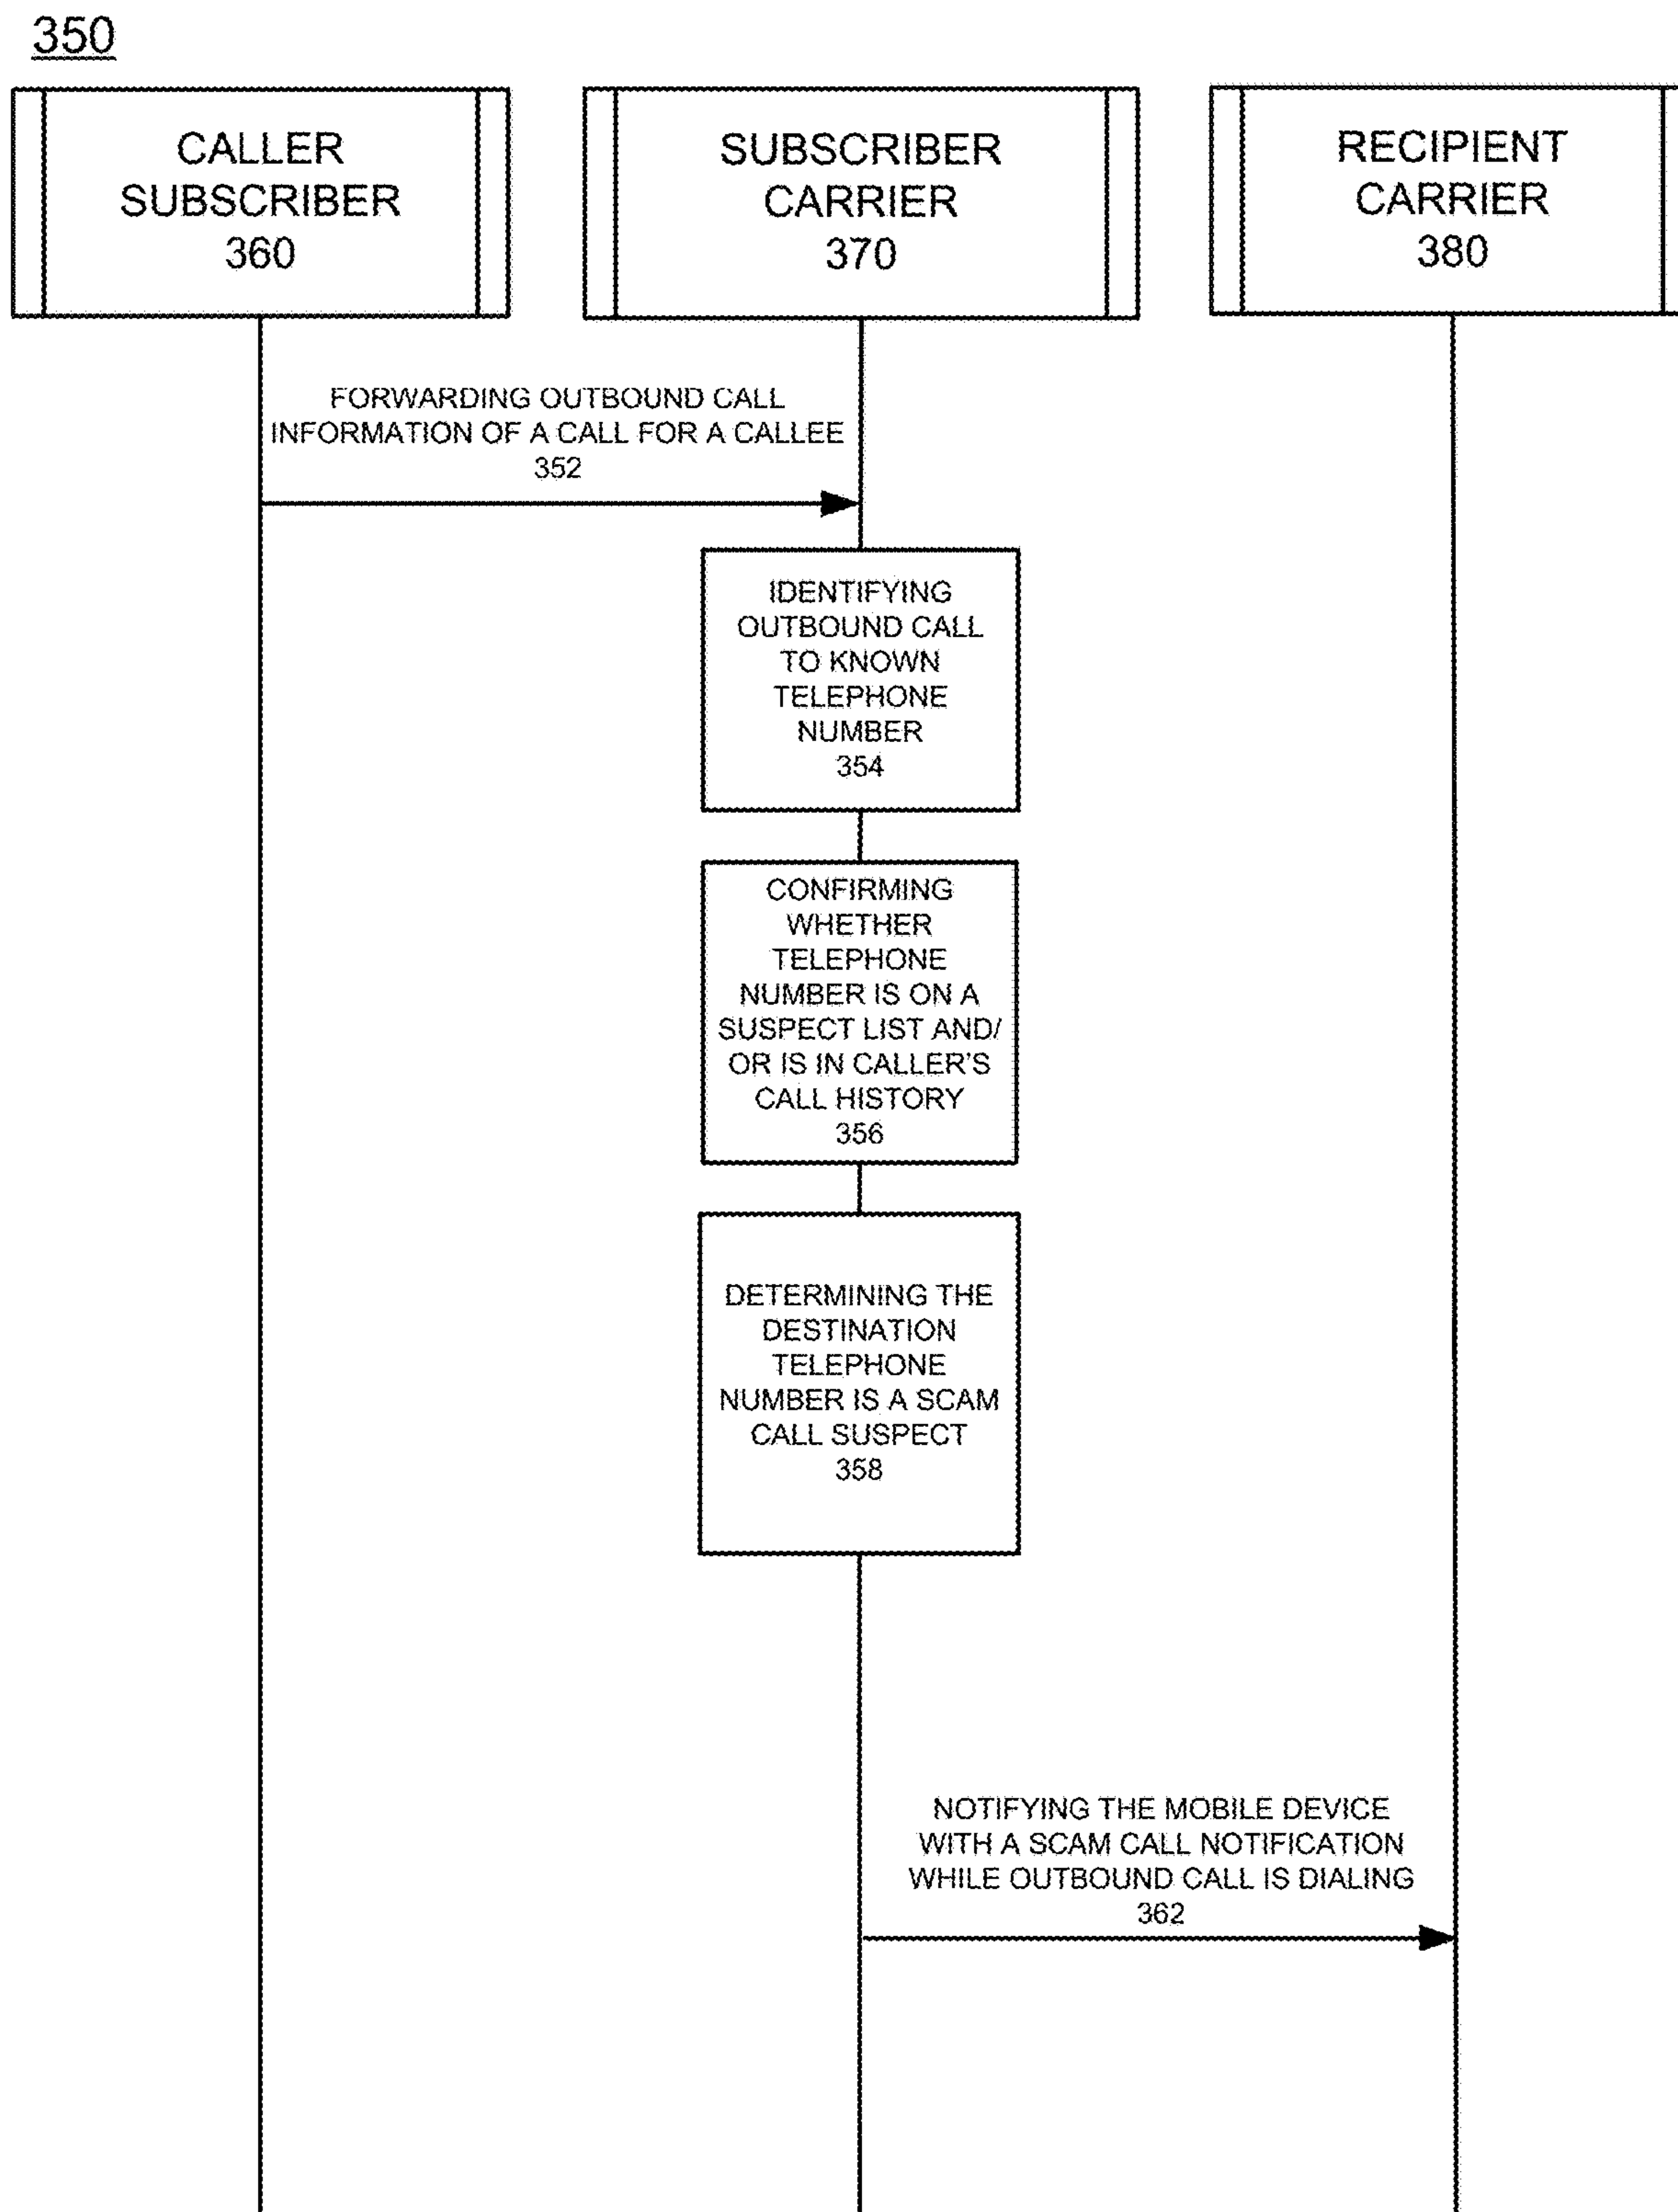 350
CALLER
SUBSCRIBER
360
SUBSCRIBER
CARRIER
370
RECIPIENT
CARRIER
380
FORWARDING OUTBOUND CALL
INFORMATION OF A CALL FOR A CALLEE
352
IDENTIFYING
OUTBOUND CALL
TO KNOWN
TELEPHONE
NUMBER
354
CONFIRMING
WHETHER
TELEPHONE
NUMBER IS ON A
SUSPECT LIST AND/
OR IS IN CALLER'S
CALL HISTORY
356
DETERMINING THE
DESTINATION
TELEPHONE
NUMBER IS A SCAM
CALL SUSPECT
358
NOTIFYING THE MOBILE DEVICE
WITH A SCAM CALL NOTIFICATION
WHILE OUTBOUND CALL IS DIALING
362